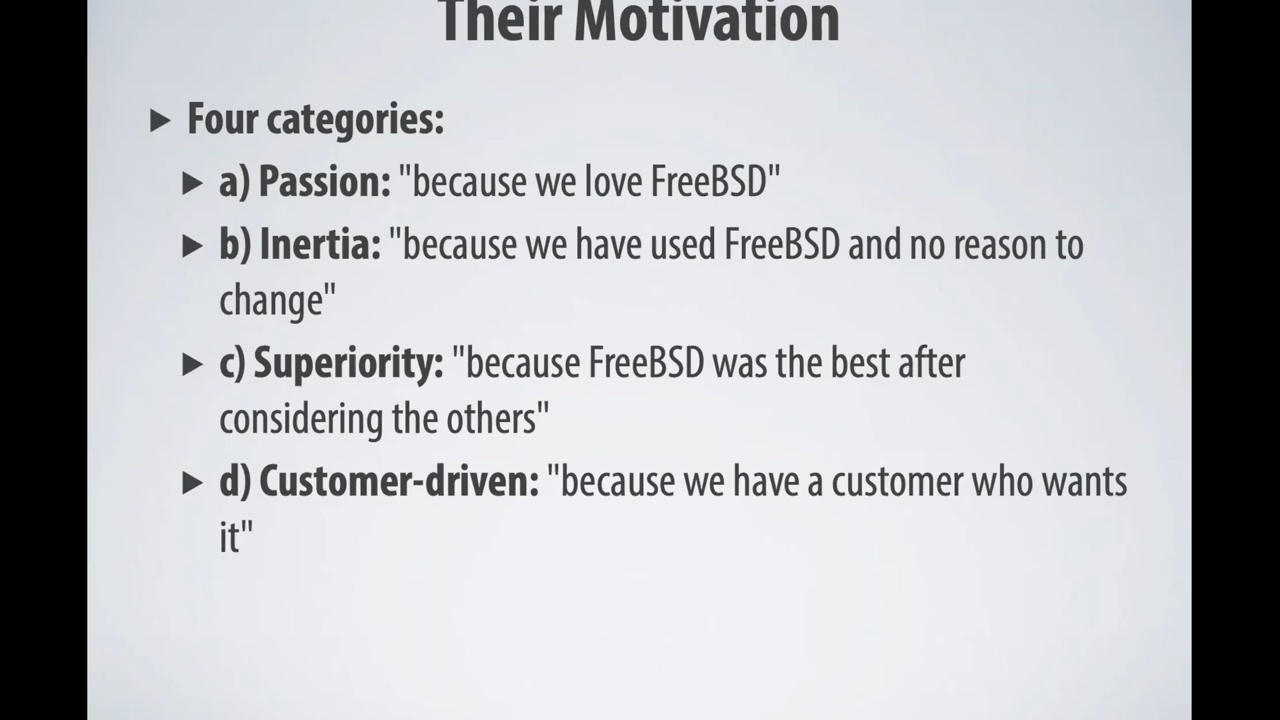 Their Motivation
Four categories:
a) Passion: "because we love FreeBSD"
b) Inertia: "because we have used FreeBSD and no reason to
change"
c) Superiority: "because FreeBSD was the best after
considering the others"
d) Customer-driven: "because we have a customer who wants
it"